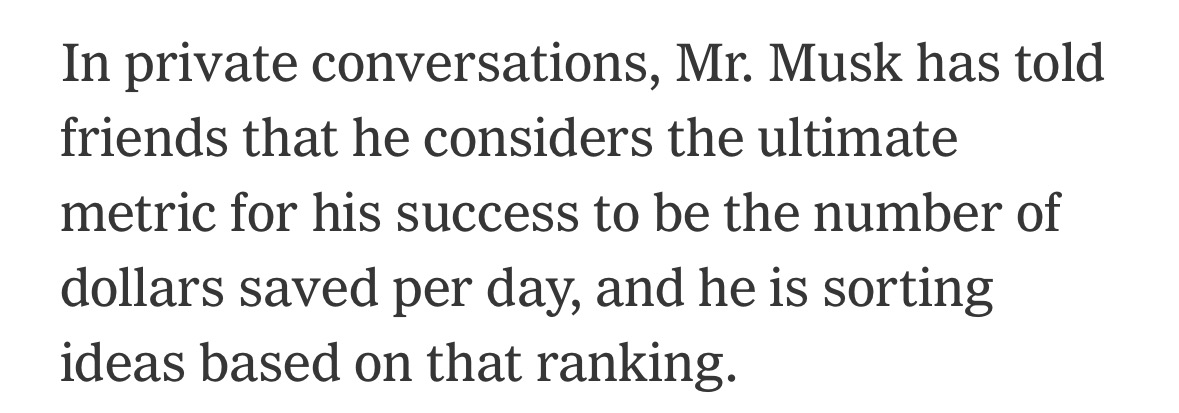 In private conversations, Mr. Musk has told
friends that he considers the ultimate
metric for his success to be the number of
dollars saved per day, and he is sorting
ideas based on that ranking.